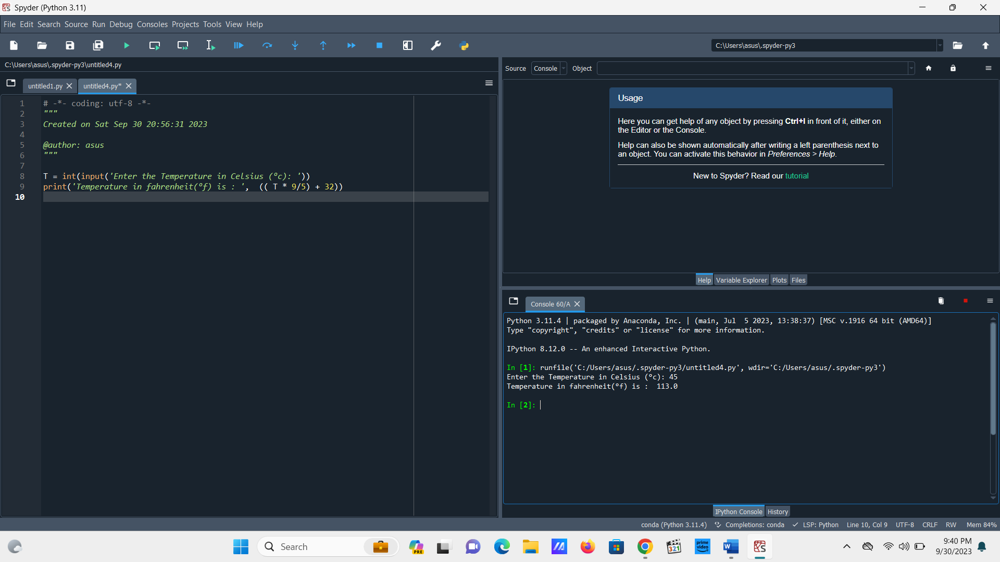 Spyder (Python 3.11)
File Edit Search Source Run Debug Consoles Projects Tools View Help
C:\Users\asus\.spyder-py3
C:\Users\asus\.spyder-py3\untitled4.py
untitled1.py
untitled4.py*
1 # -*- coding: utf-8 -*-
2 """
3 Created on Sat Sep 30 20:56:31 2023
4
5 @author: asus
6 """
7
8 T = int(input('Enter the Temperature in Celsius (ºc): '))
9 print('Temperature in fahrenheit(ºf) is : ',  (( T * 9/5) + 32))
10
Source Console Object
Usage
Here you can get help of any object by pressing Ctrl+I in front of it, either on
the Editor or the Console.
Help can also be shown automatically after writing a left parenthesis next to
an object. You can activate this behavior in Preferences > Help.
New to Spyder? Read our tutorial
Help Variable Explorer Plots Files
Console 60/A
Python 3.11.4 | packaged by Anaconda, Inc. | (main, Jul  5 2023, 13:38:37) [MSC v.1916 64 bit (AMD64)]
Type "copyright", "credits" or "license" for more information.
IPython 8.12.0 -- An enhanced Interactive Python.
In [1]: runfile('C:/Users/asus/.spyder-py3/untitled4.py', wdir='C:/Users/asus/.spyder-py3')
Enter the Temperature in Celsius (ºc): 45
Temperature in fahrenheit(ºf) is :  113.0
In [2]:
IPython Console History
conda (Python 3.11.4) Completions: conda LSP: Python Line 10, Col 9 UTF-8 CRLF RW Mem 84%
Search
PRE
321
prime video
W
9:40 PM
9/30/2023